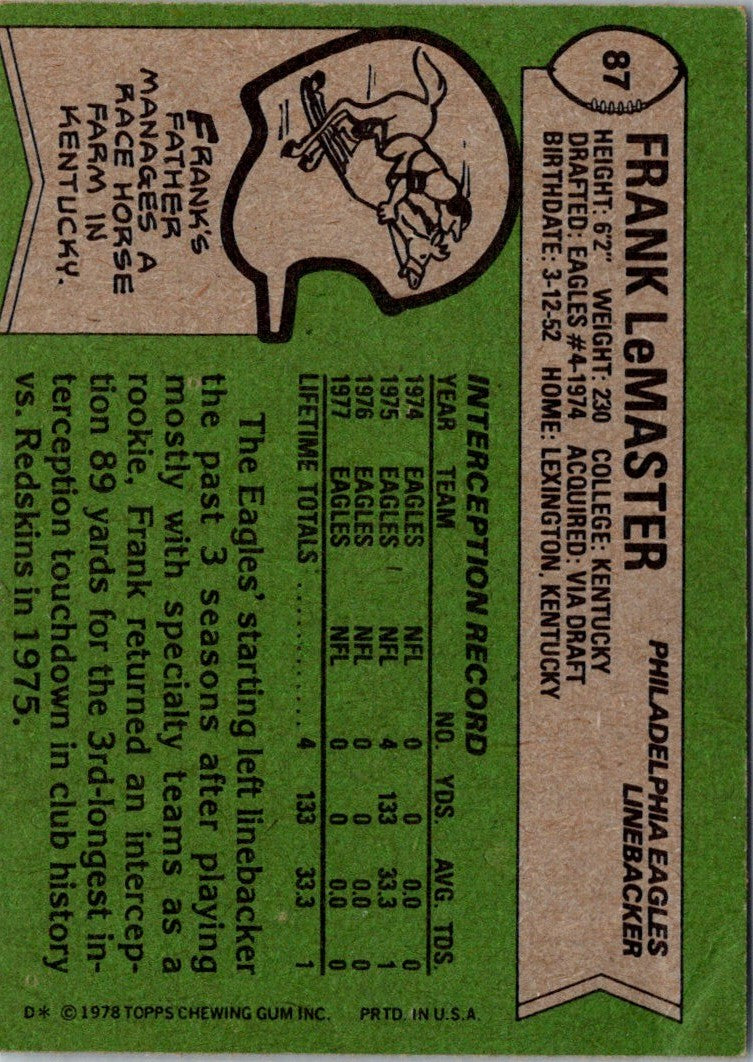 87
FRANK LeMASTER
PHILADELPHIA EAGLES
LINEBACKER
HEIGHT: 6'2" WEIGHT: 230 COLLEGE: KENTUCKY
DRAFTED: EAGLES #4-1974 ACQUIRED: VIA DRAFT
BIRTHDATE: 3-12-52 HOME: LEXINGTON, KENTUCKY
FRANK'S
FATHER
MANAGES A
RACE HORSE
FARM IN
KENTUCKY.
INTERCEPTION RECORD
YEAR TEAM NO. YDS. AVG. TDS.
1974 EAGLES NFL 0 0 0.0 0
1975 EAGLES NFL 4 133 33.3 1
1976 EAGLES NFL 0 0 0.0 0
1977 EAGLES NFL 0 0 0.0 0
LIFETIME TOTALS ............... 4 133 33.3 1
The Eagles' starting left linebacker
the past 3 seasons after playing
mostly with specialty teams as a
rookie, Frank returned an intercep-
tion 89 yards for the 3rd-longest in-
terception touchdown in club history
vs. Redskins in 1975.
D* © 1978 TOPPS CHEWING GUM INC. PRTD. IN U.S.A.